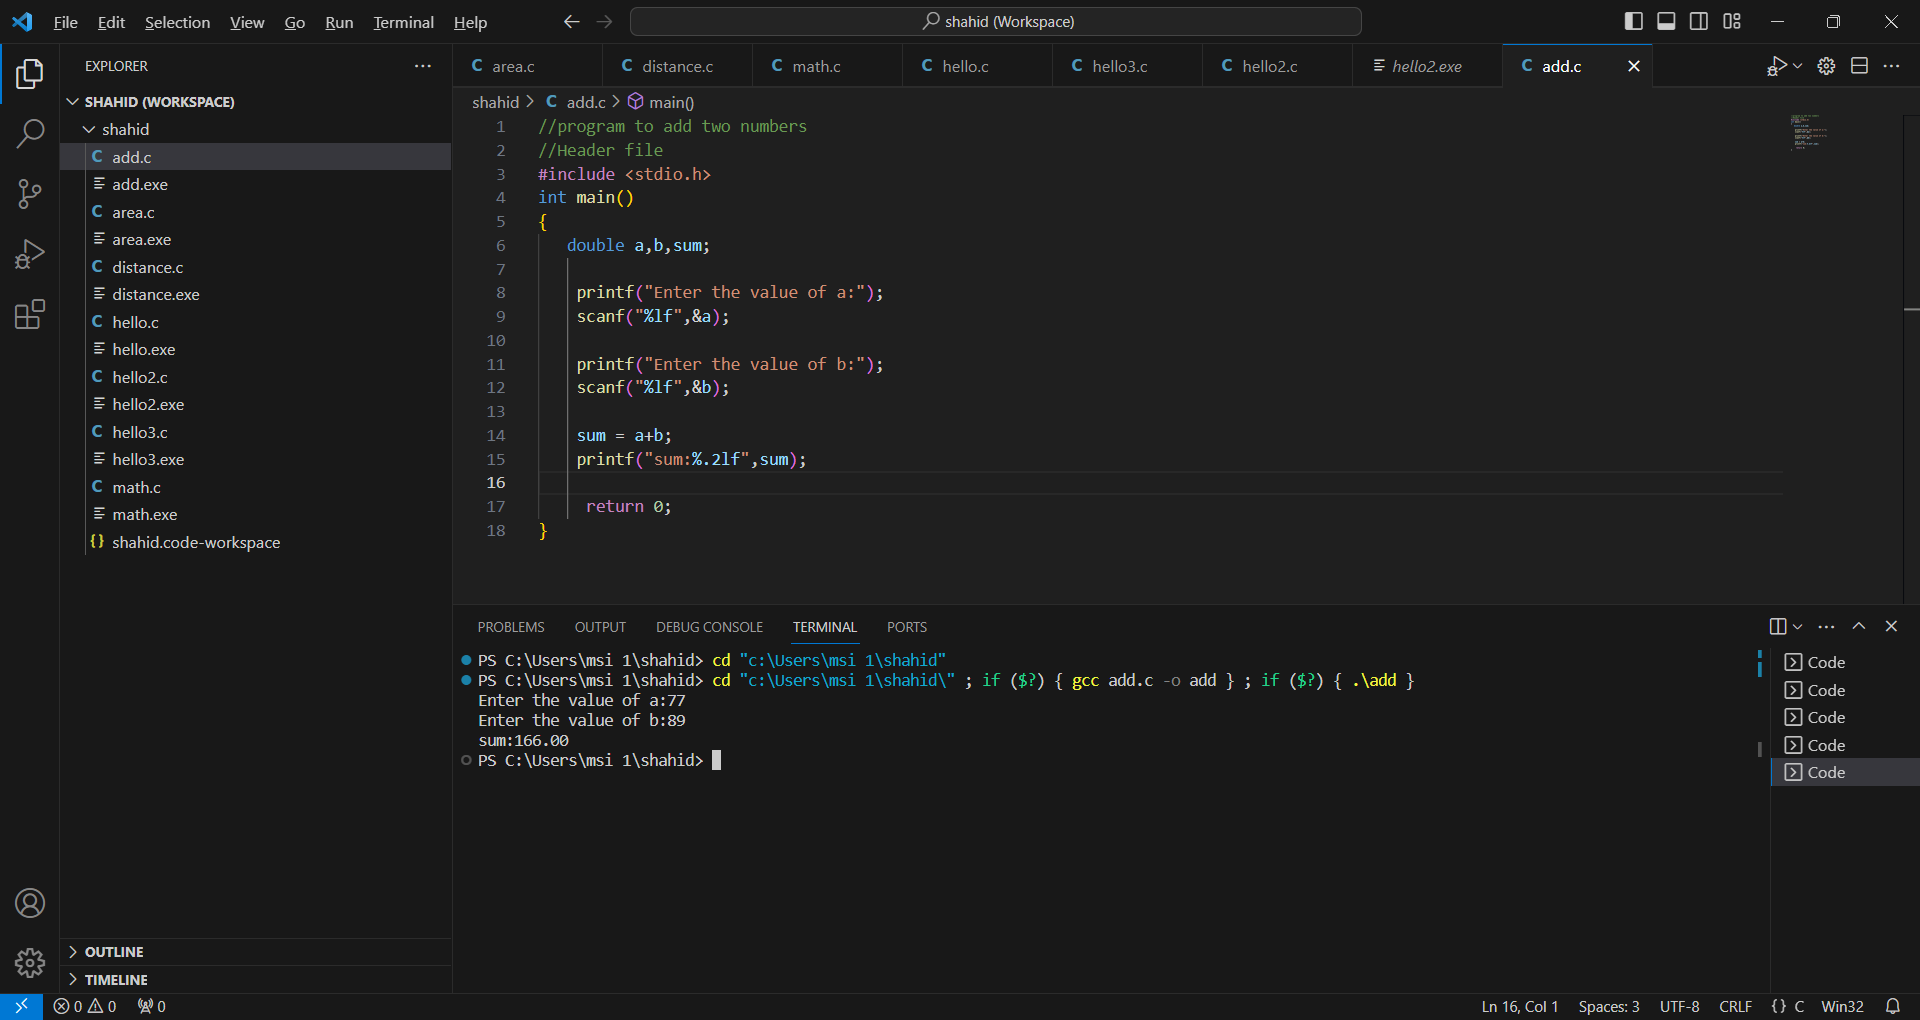 File Edit Selection View Go Run Terminal Help
shahid (Workspace)
EXPLORER
SHAHID (WORKSPACE)
shahid
C add.c
add.exe
C area.c
area.exe
C distance.c
distance.exe
C hello.c
hello.exe
C hello2.c
hello2.exe
C hello3.c
hello3.exe
C math.c
math.exe
{} shahid.code-workspace
OUTLINE
TIMELINE
C area.c C distance.c C math.c C hello.c C hello3.c C hello2.c hello2.exe C add.c
shahid > C add.c > main()
1 //program to add two numbers
2 //Header file
3 #include <stdio.h>
4 int main()
5 {
6 double a,b,sum;
7
8 printf("Enter the value of a:");
9 scanf("%lf",&a);
10
11 printf("Enter the value of b:");
12 scanf("%lf",&b);
13
14 sum = a+b;
15 printf("sum:%.2lf",sum);
16
17 return 0;
18 }
PROBLEMS OUTPUT DEBUG CONSOLE TERMINAL PORTS
PS C:\Users\msi 1\shahid> cd "c:\Users\msi 1\shahid"
PS C:\Users\msi 1\shahid> cd "c:\Users\msi 1\shahid\" ; if ($?) { gcc add.c -o add } ; if ($?) { .\add }
Enter the value of a:77
Enter the value of b:89
sum:166.00
PS C:\Users\msi 1\shahid>
Code
Code
Code
Code
Code
0 0 0
Ln 16, Col 1 Spaces: 3 UTF-8 CRLF {} C Win32